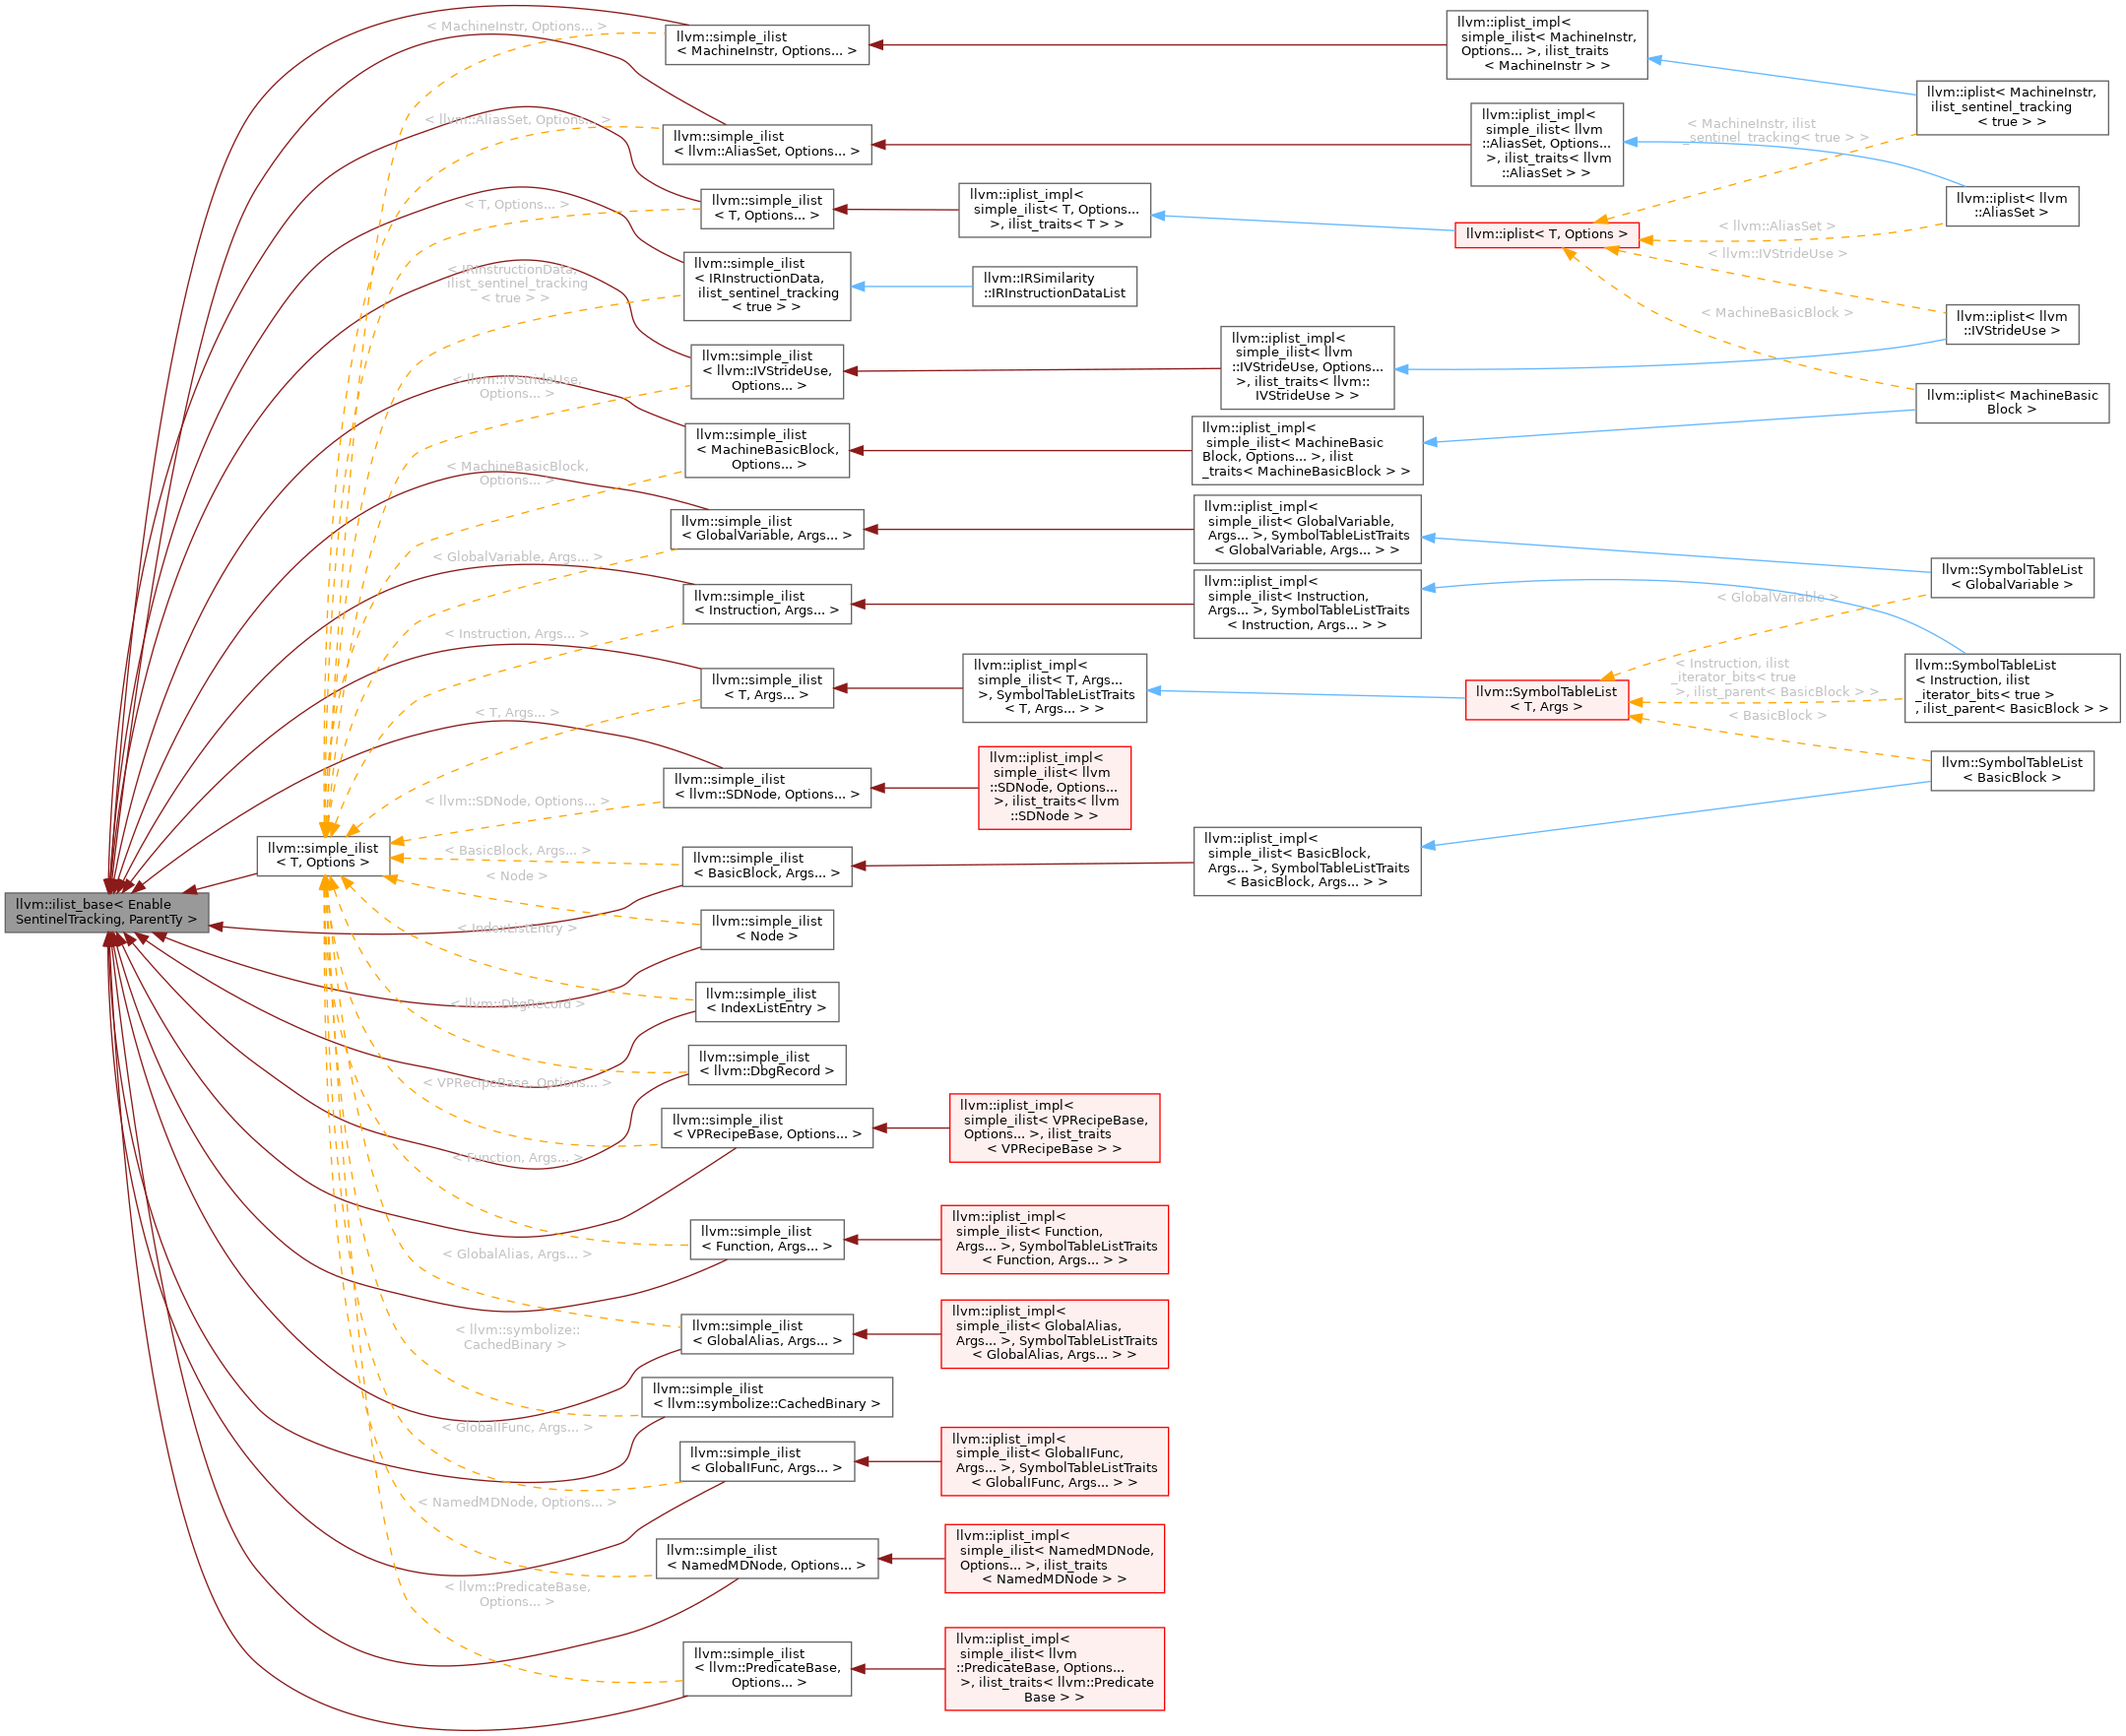 llvm::ilist_base< Enable
SentinelTracking, ParentTy >
llvm::simple_ilist
< T, Options >
< MachineInstr, Options... >
< llvm::AliasSet, Options... >
< T, Options... >
< IRInstructionData,
ilist_sentinel_tracking
< true > >
< llvm::IVStrideUse,
Options... >
< MachineBasicBlock,
Options... >
< GlobalVariable, Args... >
< Instruction, Args... >
< T, Args... >
< llvm::SDNode, Options... >
< BasicBlock, Args... >
< Node >
< IndexListEntry >
< llvm::DbgRecord >
< VPRecipeBase, Options... >
< Function, Args... >
< GlobalAlias, Args... >
< llvm::symbolize::
CachedBinary >
< GlobalIFunc, Args... >
< NamedMDNode, Options... >
< llvm::PredicateBase,
Options... >
llvm::simple_ilist
< MachineInstr, Options... >
llvm::simple_ilist
< llvm::AliasSet, Options... >
llvm::simple_ilist
< T, Options... >
llvm::simple_ilist
< IRInstructionData,
ilist_sentinel_tracking
< true > >
llvm::simple_ilist
< llvm::IVStrideUse,
Options... >
llvm::simple_ilist
< MachineBasicBlock,
Options... >
llvm::simple_ilist
< GlobalVariable, Args... >
llvm::simple_ilist
< Instruction, Args... >
llvm::simple_ilist
< T, Args... >
llvm::simple_ilist
< llvm::SDNode, Options... >
llvm::simple_ilist
< BasicBlock, Args... >
llvm::simple_ilist
< Node >
llvm::simple_ilist
< IndexListEntry >
llvm::simple_ilist
< llvm::DbgRecord >
llvm::simple_ilist
< VPRecipeBase, Options... >
llvm::simple_ilist
< Function, Args... >
llvm::simple_ilist
< GlobalAlias, Args... >
llvm::simple_ilist
< llvm::symbolize::CachedBinary >
llvm::simple_ilist
< GlobalIFunc, Args... >
llvm::simple_ilist
< NamedMDNode, Options... >
llvm::simple_ilist
< llvm::PredicateBase,
Options... >
llvm::iplist_impl<
simple_ilist< T, Options...
>, ilist_traits< T > >
llvm::IRSimilarity
::IRInstructionDataList
llvm::iplist_impl<
simple_ilist< T, Args...
>, SymbolTableListTraits
< T, Args... > >
llvm::iplist_impl<
simple_ilist< llvm
::SDNode, Options...
>, ilist_traits< llvm
::SDNode > >
llvm::iplist_impl<
simple_ilist< VPRecipeBase,
Options... >, ilist_traits
< VPRecipeBase > >
llvm::iplist_impl<
simple_ilist< Function,
Args... >, SymbolTableListTraits
< Function, Args... > >
llvm::iplist_impl<
simple_ilist< GlobalAlias,
Args... >, SymbolTableListTraits
< GlobalAlias, Args... > >
llvm::iplist_impl<
simple_ilist< GlobalIFunc,
Args... >, SymbolTableListTraits
< GlobalIFunc, Args... > >
llvm::iplist_impl<
simple_ilist< NamedMDNode,
Options... >, ilist_traits
< NamedMDNode > >
llvm::iplist_impl<
simple_ilist< llvm
::PredicateBase, Options...
>, ilist_traits< llvm::Predicate
Base > >
llvm::iplist_impl<
simple_ilist< llvm
::IVStrideUse, Options...
>, ilist_traits< llvm::
IVStrideUse > >
llvm::iplist_impl<
simple_ilist< MachineBasic
Block, Options... >, ilist
_traits< MachineBasicBlock > >
llvm::iplist_impl<
simple_ilist< GlobalVariable,
Args... >, SymbolTableListTraits
< GlobalVariable, Args... > >
llvm::iplist_impl<
simple_ilist< Instruction,
Args... >, SymbolTableListTraits
< Instruction, Args... > >
llvm::iplist_impl<
simple_ilist< BasicBlock,
Args... >, SymbolTableListTraits
< BasicBlock, Args... > >
llvm::iplist_impl<
simple_ilist< MachineInstr,
Options... >, ilist_traits
< MachineInstr > >
llvm::iplist_impl<
simple_ilist< llvm
::AliasSet, Options...
>, ilist_traits< llvm
::AliasSet > >
llvm::iplist< T, Options >
llvm::SymbolTableList
< T, Args >
< MachineInstr, ilist
_sentinel_tracking< true > >
< llvm::AliasSet >
< llvm::IVStrideUse >
< MachineBasicBlock >
< GlobalVariable >
< Instruction, ilist
_iterator_bits< true
>, ilist_parent< BasicBlock > >
< BasicBlock >
llvm::iplist< MachineInstr,
ilist_sentinel_tracking
< true > >
llvm::iplist< llvm
::AliasSet >
llvm::iplist< llvm
::IVStrideUse >
llvm::iplist< MachineBasic
Block >
llvm::SymbolTableList
< GlobalVariable >
llvm::SymbolTableList
< Instruction, ilist
_iterator_bits< true >
, ilist_parent< BasicBlock > >
llvm::SymbolTableList
< BasicBlock >